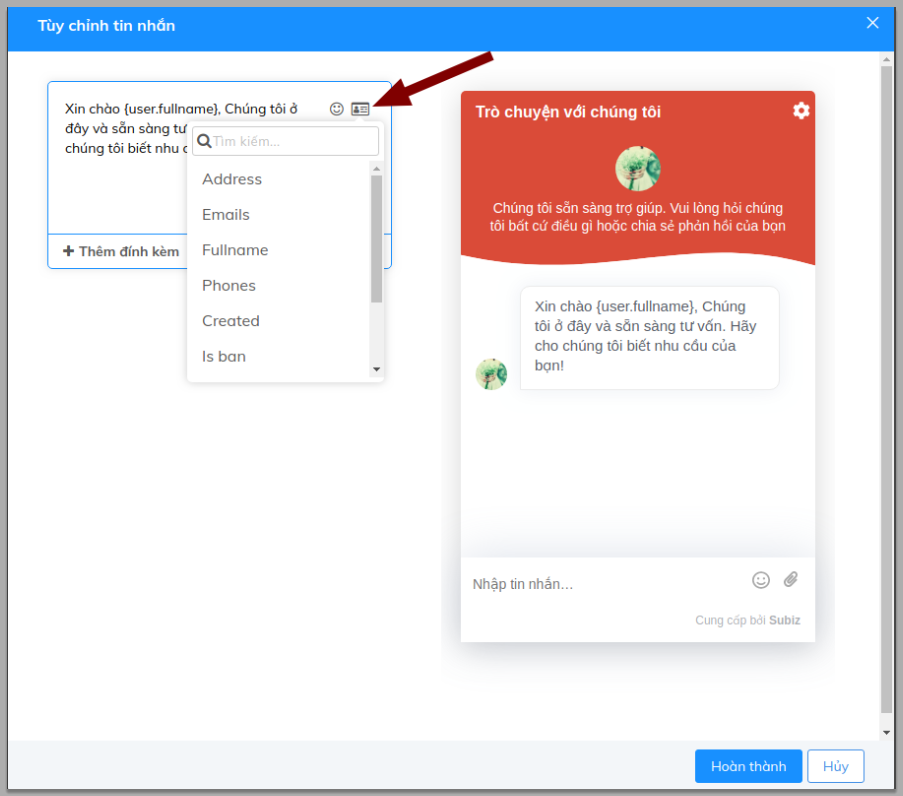 Tùy chỉnh tin nhắn
Xin chào {user.fullname}, Chúng tôi ở
đây và sẵn sàng tư
chúng tôi biết nhu c
Tìm kiếm...
Address
Emails
Fullname
Phones
Created
Is ban
Thêm đính kèm
Trò chuyện với chúng tôi
Chúng tôi sẵn sàng trợ giúp. Vui lòng hỏi chúng
tôi bất cứ điều gì hoặc chia sẻ phản hồi của bạn
Xin chào {user.fullname}, Chúng
tôi ở đây và sẵn sàng tư vấn. Hãy
cho chúng tôi biết nhu cầu của
bạn!
Nhập tin nhắn...
Cung cấp bởi Subiz
Hoàn thành
Hủy